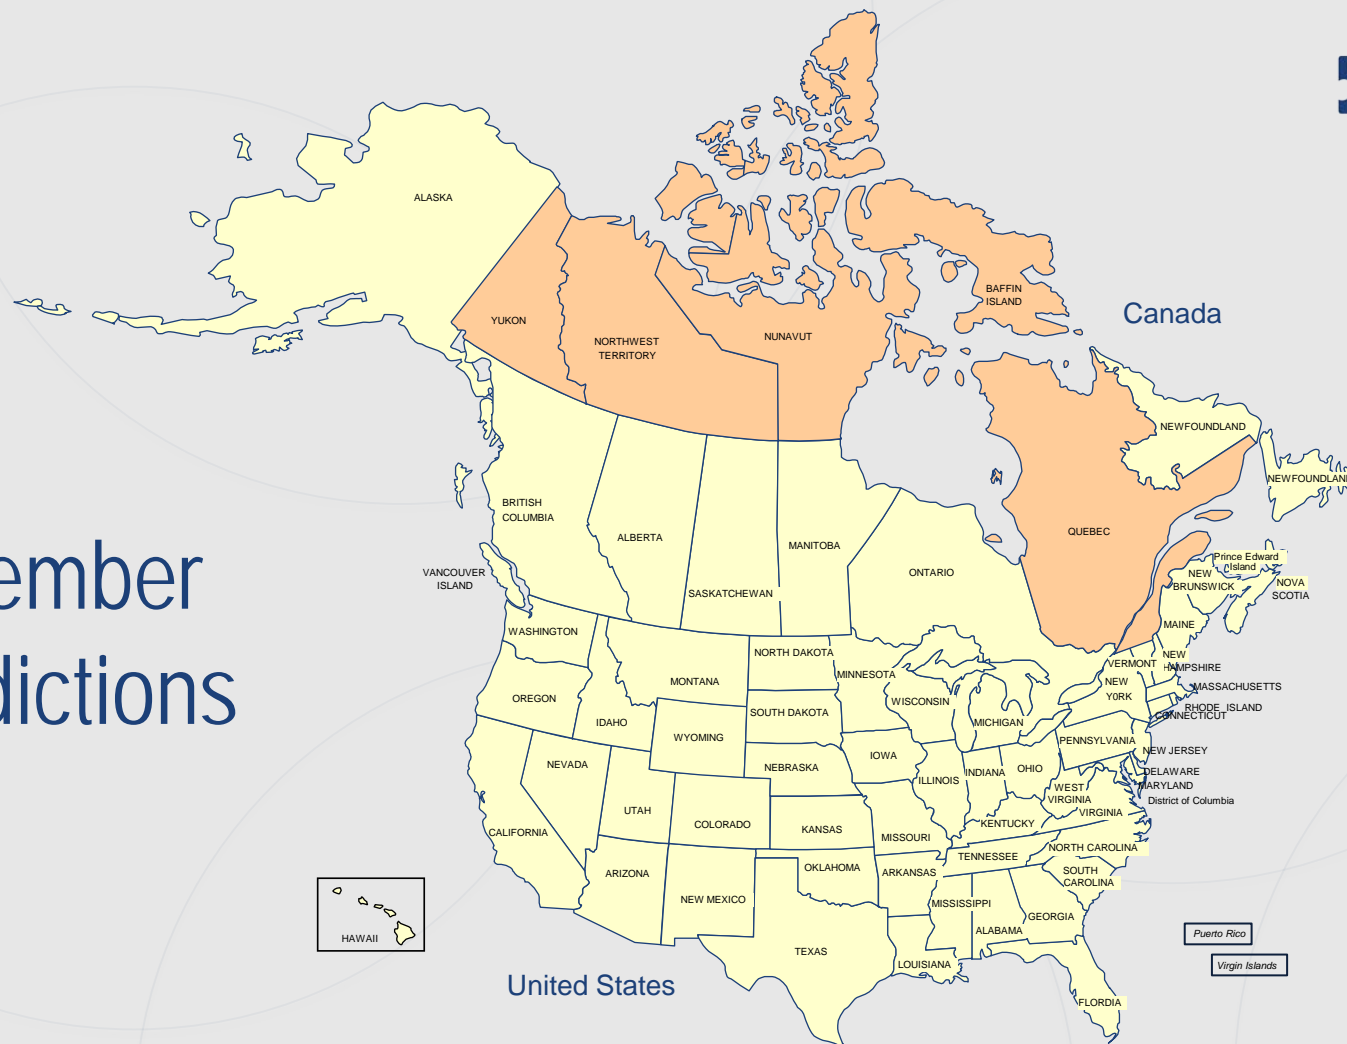 ALASKA
YUKON
NORTHWEST
TERRITORY
NUNAVUT
BAFFIN
ISLAND
Canada
NEWFOUNDLAND
BRITISH
COLUMBIA
ALBERTA
SASKATCHEWAN
MANITOBA
ONTARIO
QUEBEC
Prince Edward
Island
NEW
BRUNSWICK
NOVA
SCOTIA
VANCOUVER
ISLAND
WASHINGTON
OREGON
IDAHO
MONTANA
WYOMING
NORTH DAKOTA
SOUTH DAKOTA
NEBRASKA
MINNESOTA
WISCONSIN
MICHIGAN
IOWA
ILLINOIS
INDIANA
OHIO
PENNSYLVANIA
NEW
Y0RK
VERMONT
MAINE
NEW
HAMPSHIRE
MASSACHUSETTS
RHODE ISLAND
CONNECTICUT
NEW JERSEY
DELAWARE
MARYLAND
District of Columbia
WEST
VIRGINIA
VIRGINIA
KENTUCKY
NORTH CAROLINA
SOUTH
CAROLINA
TENNESSEE
NEVADA
UTAH
COLORADO
KANSAS
MISSOURI
CALIFORNIA
ARIZONA
NEW MEXICO
OKLAHOMA
ARKANSAS
MISSISSIPPI
ALABAMA
GEORGIA
TEXAS
LOUISIANA
FLORDIA
HAWAII
Puerto Rico
Virgin Islands
United States
ember
dictions